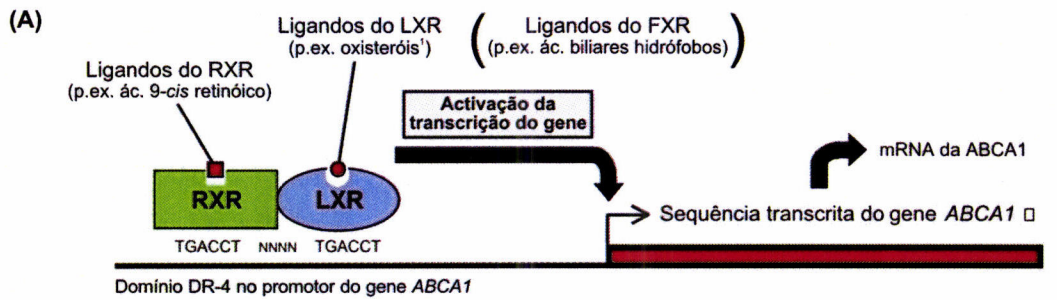 (A)
Ligandos do LXR
(p.ex. oxisteróis¹)
(Ligandos do FXR
(p.ex. ác. biliares hidrófobos))
Ligandos do RXR
(p.ex. ác. 9-cis retinóico)
Activação da
transcrição do gene
mRNA da ABCA1
RXR
LXR
Sequência transcrita do gene ABCA1 □
TGACCT NNNN TGACCT
Domínio DR-4 no promotor do gene ABCA1